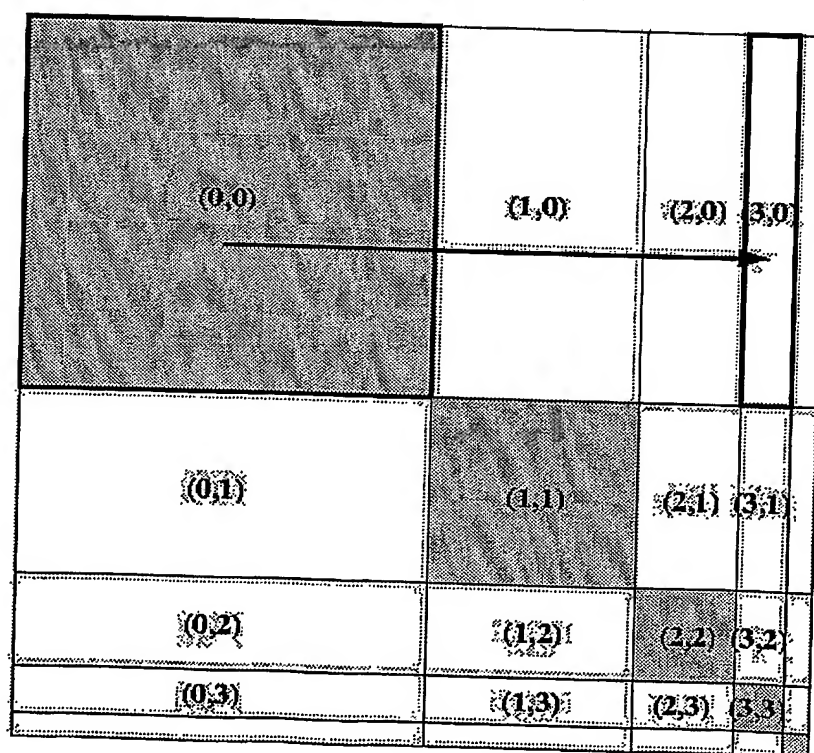 (0,0) (1,0) (2,0) (3,0)
(0,1) (1,1) (2,1) (3,1)
(0,2) (1,2) (2,2) (3,2)
(0,3) (1,3) (2,3) (3,3)